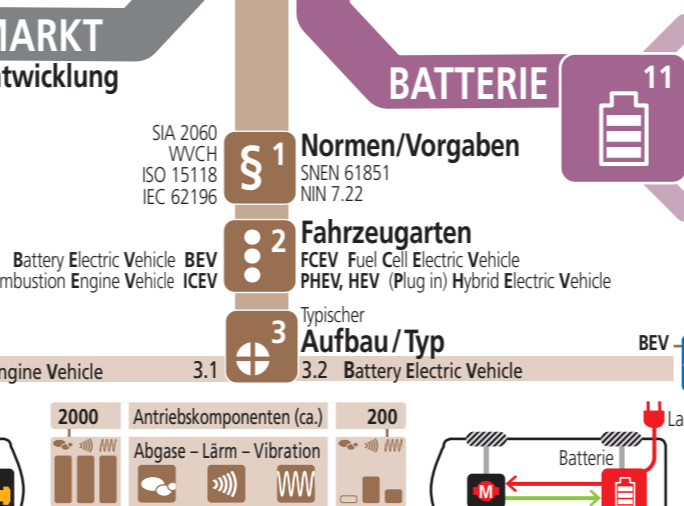 MARKT
BATTERIE
11
ntwicklung
SIA 2060
WVCH
ISO 15118
IEC 62196
§ 1
Normen/Vorgaben
SNEN 61851
NIN 7.22
2
Fahrzeugarten
Battery Electric Vehicle BEV
FCEV Fuel Cell Electric Vehicle
mbustion Engine Vehicle ICEV
PHEV, HEV (Plug in) Hybrid Electric Vehicle
3
Typischer
Aufbau/Typ
BEV
ngine Vehicle
3.1
3.2 Battery Electric Vehicle
2000
Antriebskomponenten (ca.)
200
La
Abgase – Lärm – Vibration
Batterie
M